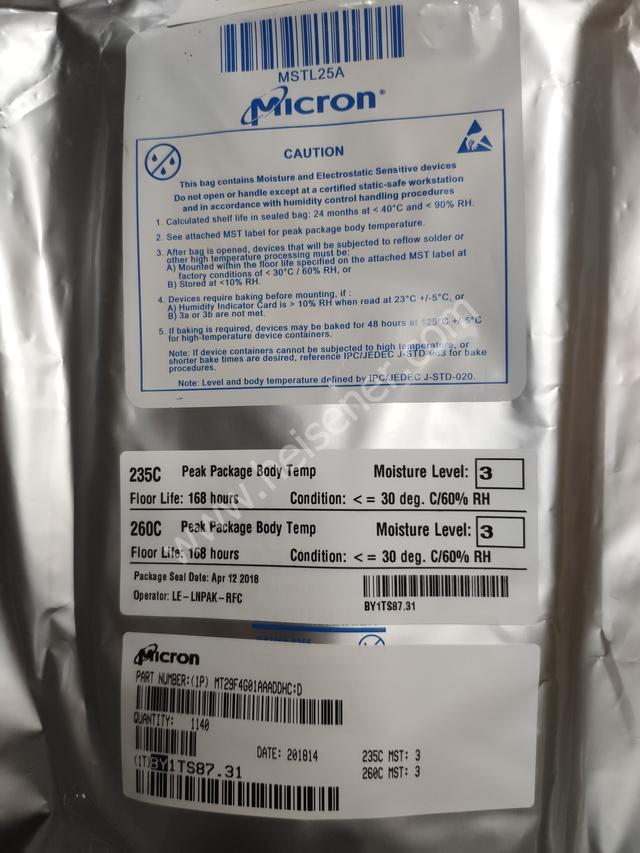 MSTL25A
Micron®
CAUTION
This bag contains Moisture and Electrostatic Sensitive devices
Do not open or handle except at a certified static-safe workstation
and in accordance with humidity control handling procedures
1. Calculated shelf life in sealed bag: 24 months at < 40°C and < 90% RH.
2. See attached MST label for peak package body temperature.
3. After bag is opened, devices that will be subjected to reflow solder or
other high temperature processing must be:
A) Mounted within the floor life specified on the attached MST label at
factory conditions of < 30°C / 60% RH, or
B) Stored at <10% RH.
4. Devices require baking before mounting, if :
A) Humidity Indicator Card is > 10% RH when read at 23°C +/-5°C, or
B) 3a or 3b are not met.
5. If baking is required, devices may be baked for 48 hours at 125°C +/-5°C
for high-temperature device containers.
Note: If device containers cannot be subjected to high temperature, or
shorter bake times are desired, reference IPC/JEDEC J-STD-033 for bake
procedures.
Note: Level and body temperature defined by IPC/JEDEC J-STD-020.
235C Peak Package Body Temp Moisture Level: 3
Floor Life: 168 hours Condition: < = 30 deg. C/60% RH
260C Peak Package Body Temp Moisture Level: 3
Floor Life: 168 hours Condition: < = 30 deg. C/60% RH
Package Seal Date: Apr 12 2018
Operator: LE-LNPAK-RFC
BY1TS87.31
Micron
PART NUMBER:(1P) MT29F4G01AAADDHC:D
QUANTITY: 1140
DATE: 201814 235C MST: 3
260C MST: 3
(1T)BY1TS87.31
www.heisener.com